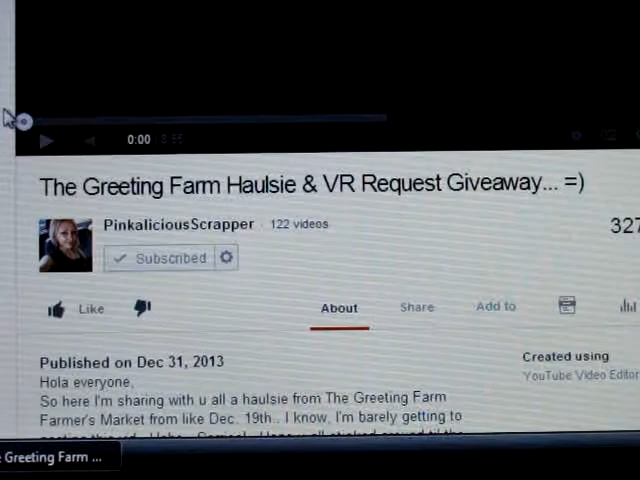 0:00 8:55
The Greeting Farm Haulsie & VR Request Giveaway... =)
PinkaliciousScrapper · 122 videos
327
Subscribed
Like
About
Share
Add to
Published on Dec 31, 2013
Hola everyone,
So here I'm sharing with u all a haulsie from The Greeting Farm
Farmer's Market from like Dec. 19th.. I know, I'm barely getting to
Created using
YouTube Video Editor
Greeting Farm ...